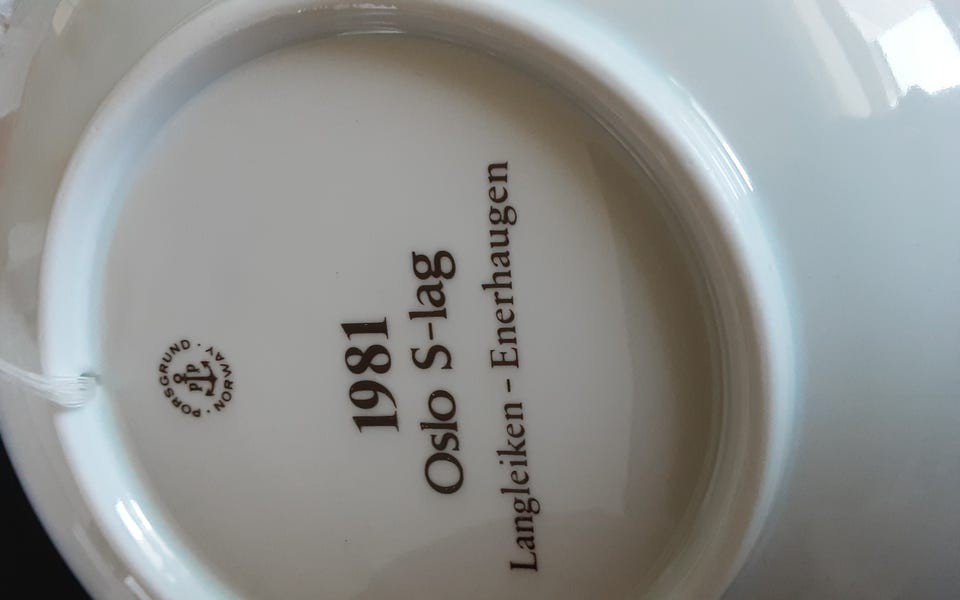 PORSGRUND · NORWAY ·
P P
1981
Oslo S-lag
Langleiken - Enerhaugen